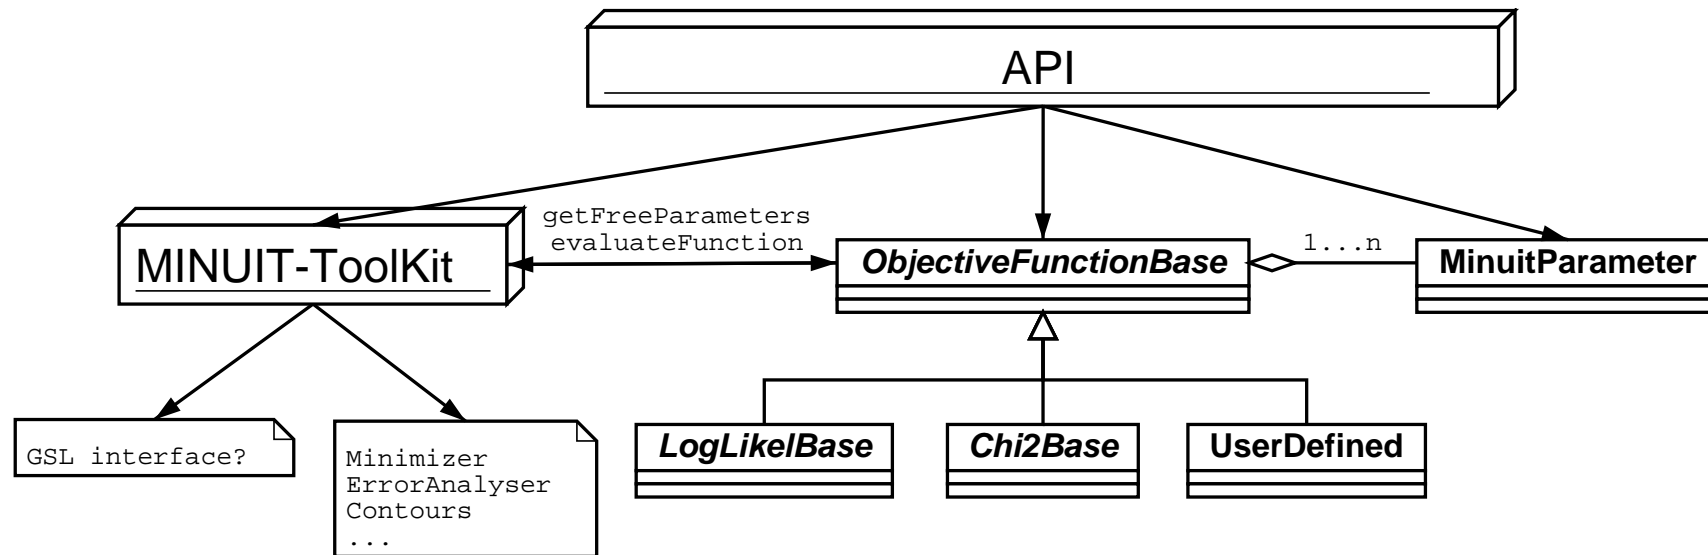 API
getFreeParameters
evaluateFunction
MINUIT-ToolKit
ObjectiveFunctionBase
1...n
MinuitParameter
GSL interface?
Minimizer
ErrorAnalyser
Contours
...
LogLikelBase
Chi2Base
UserDefined